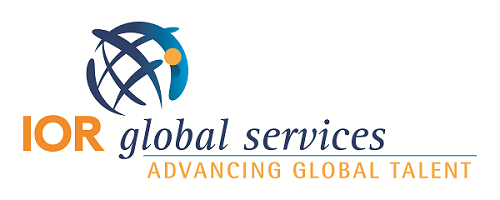 IOR global services
ADVANCING GLOBAL TALENT